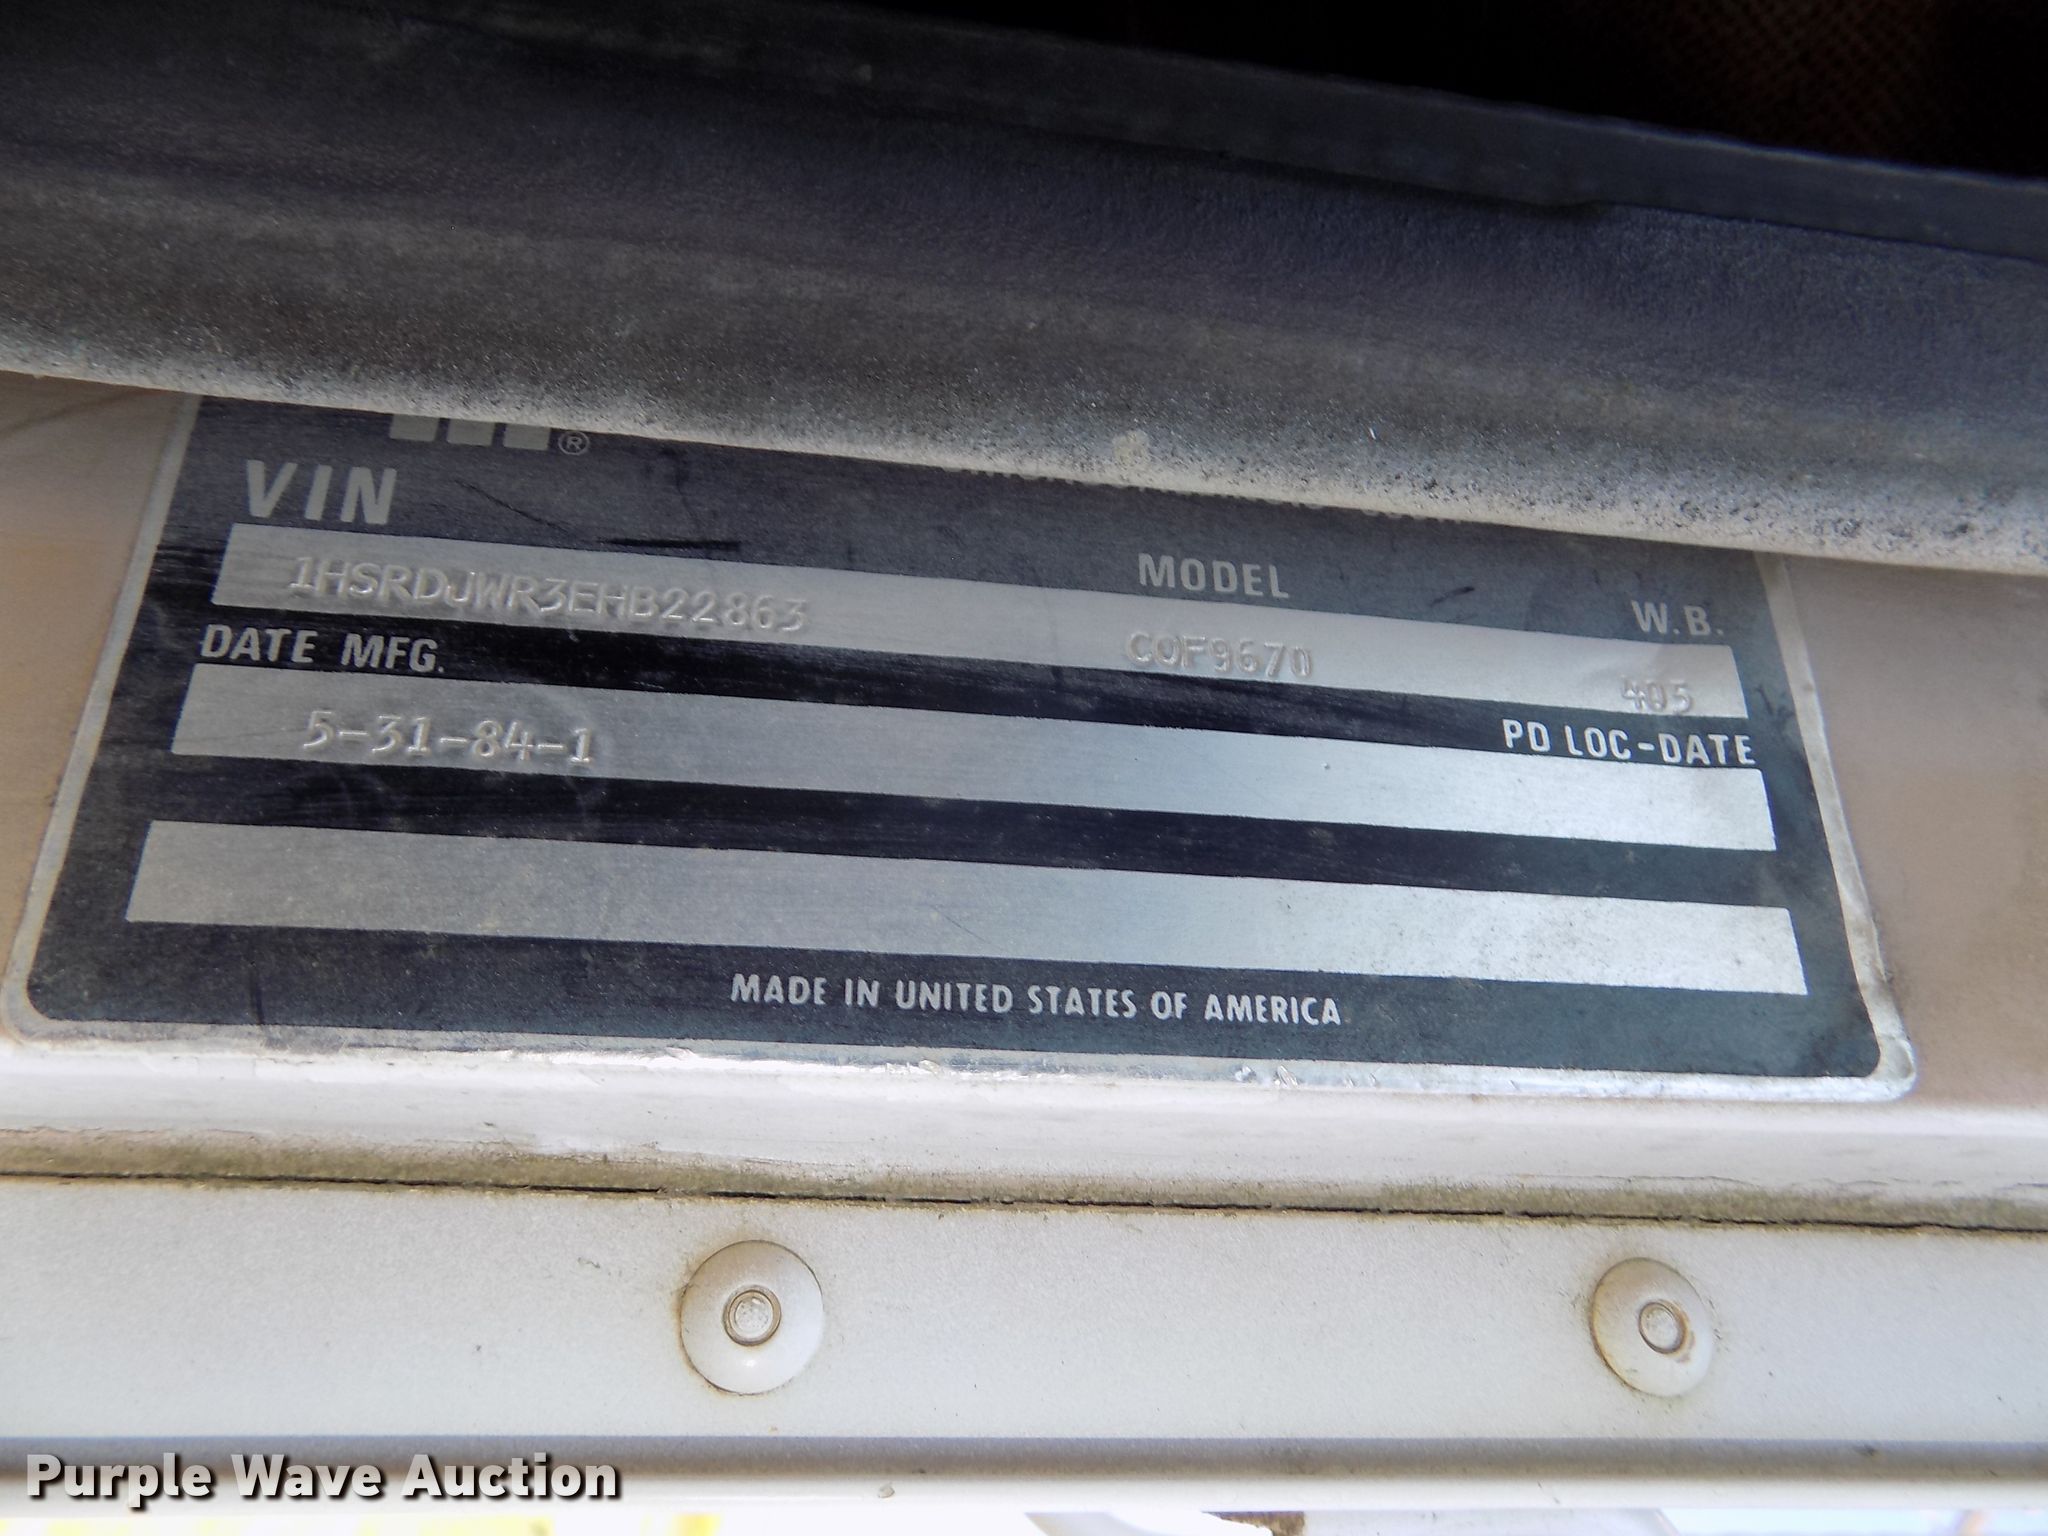 ®
VIN
MODEL
W.B.
1HSRDJWR3EHB22863
COF9670
405
DATE MFG.
PD LOC-DATE
5-31-84-1
MADE IN UNITED STATES OF AMERICA
Purple Wave Auction